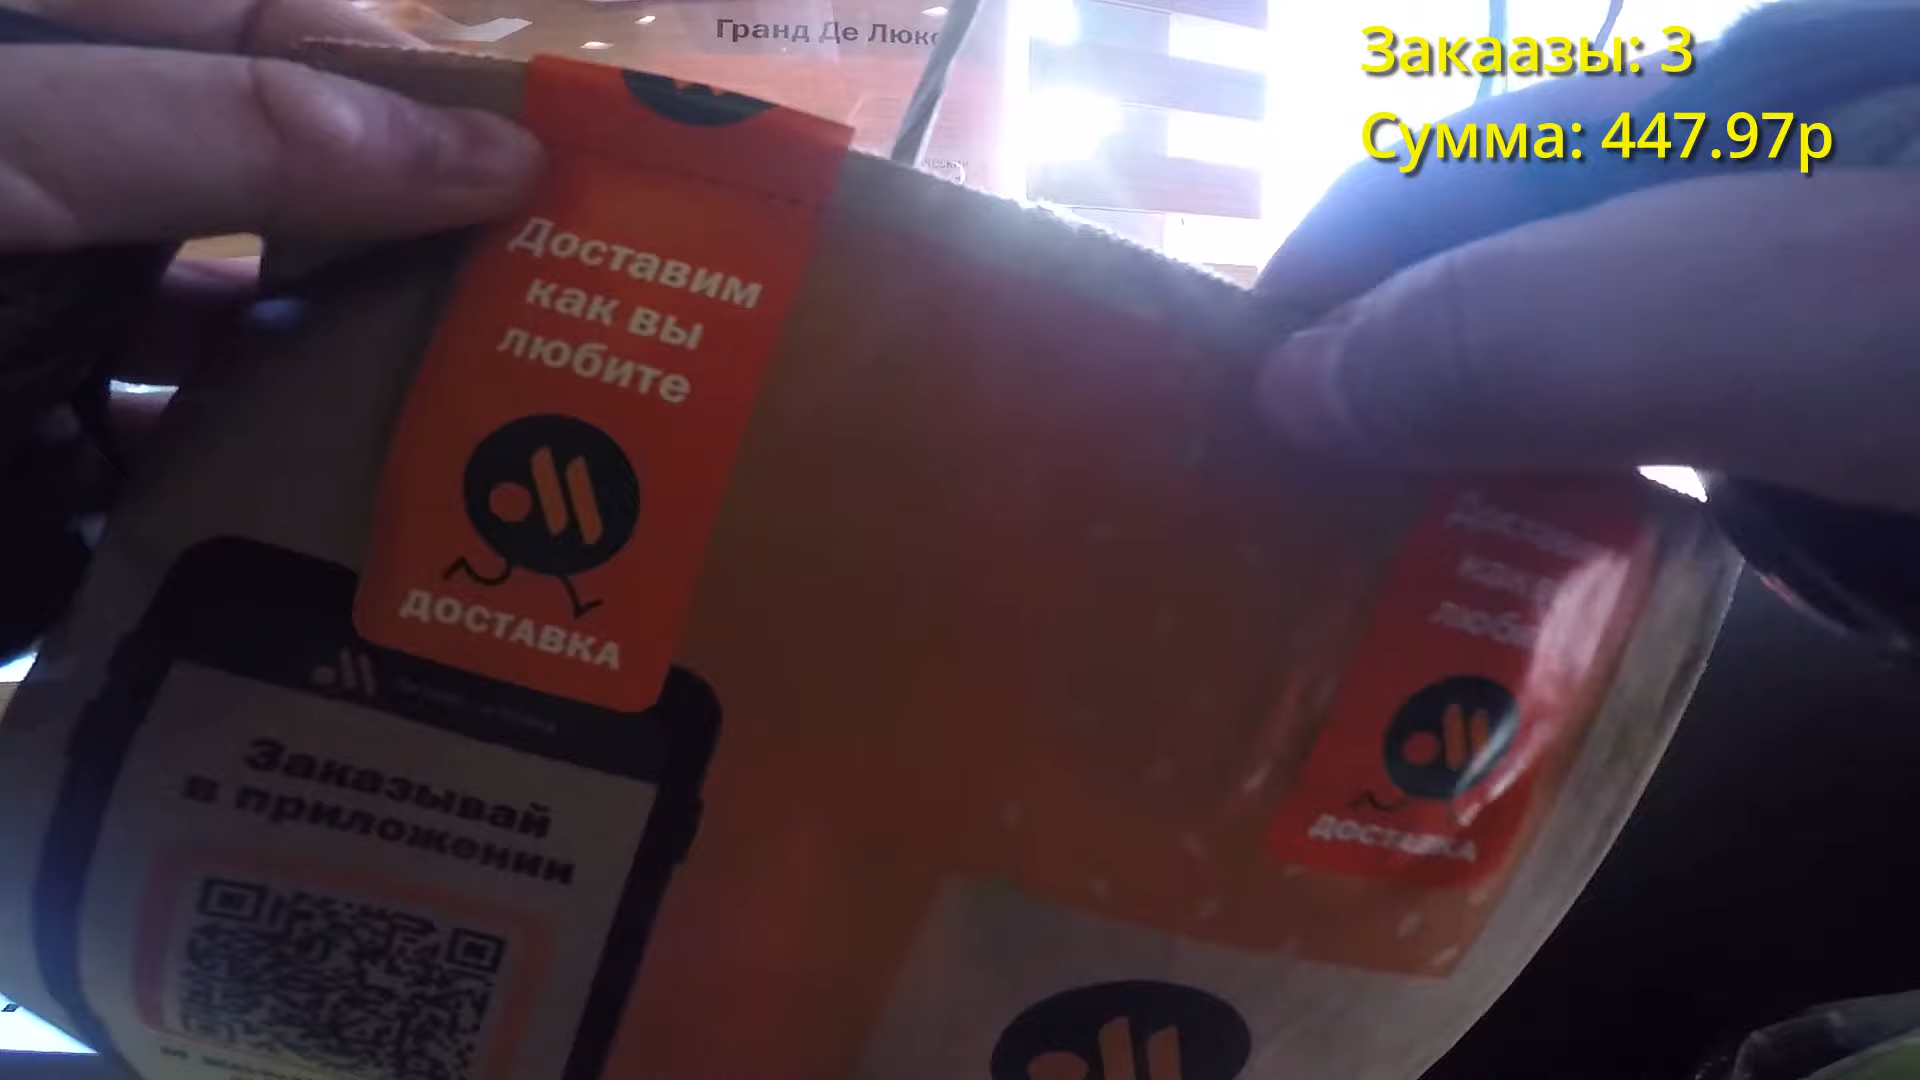 Гранд Де Люкс
Закаазы: 3
Сумма: 447.97р
Доставим
как вы
любите
ДОСТАВКА
Заказывай
в приложении
ДОСТАВКА